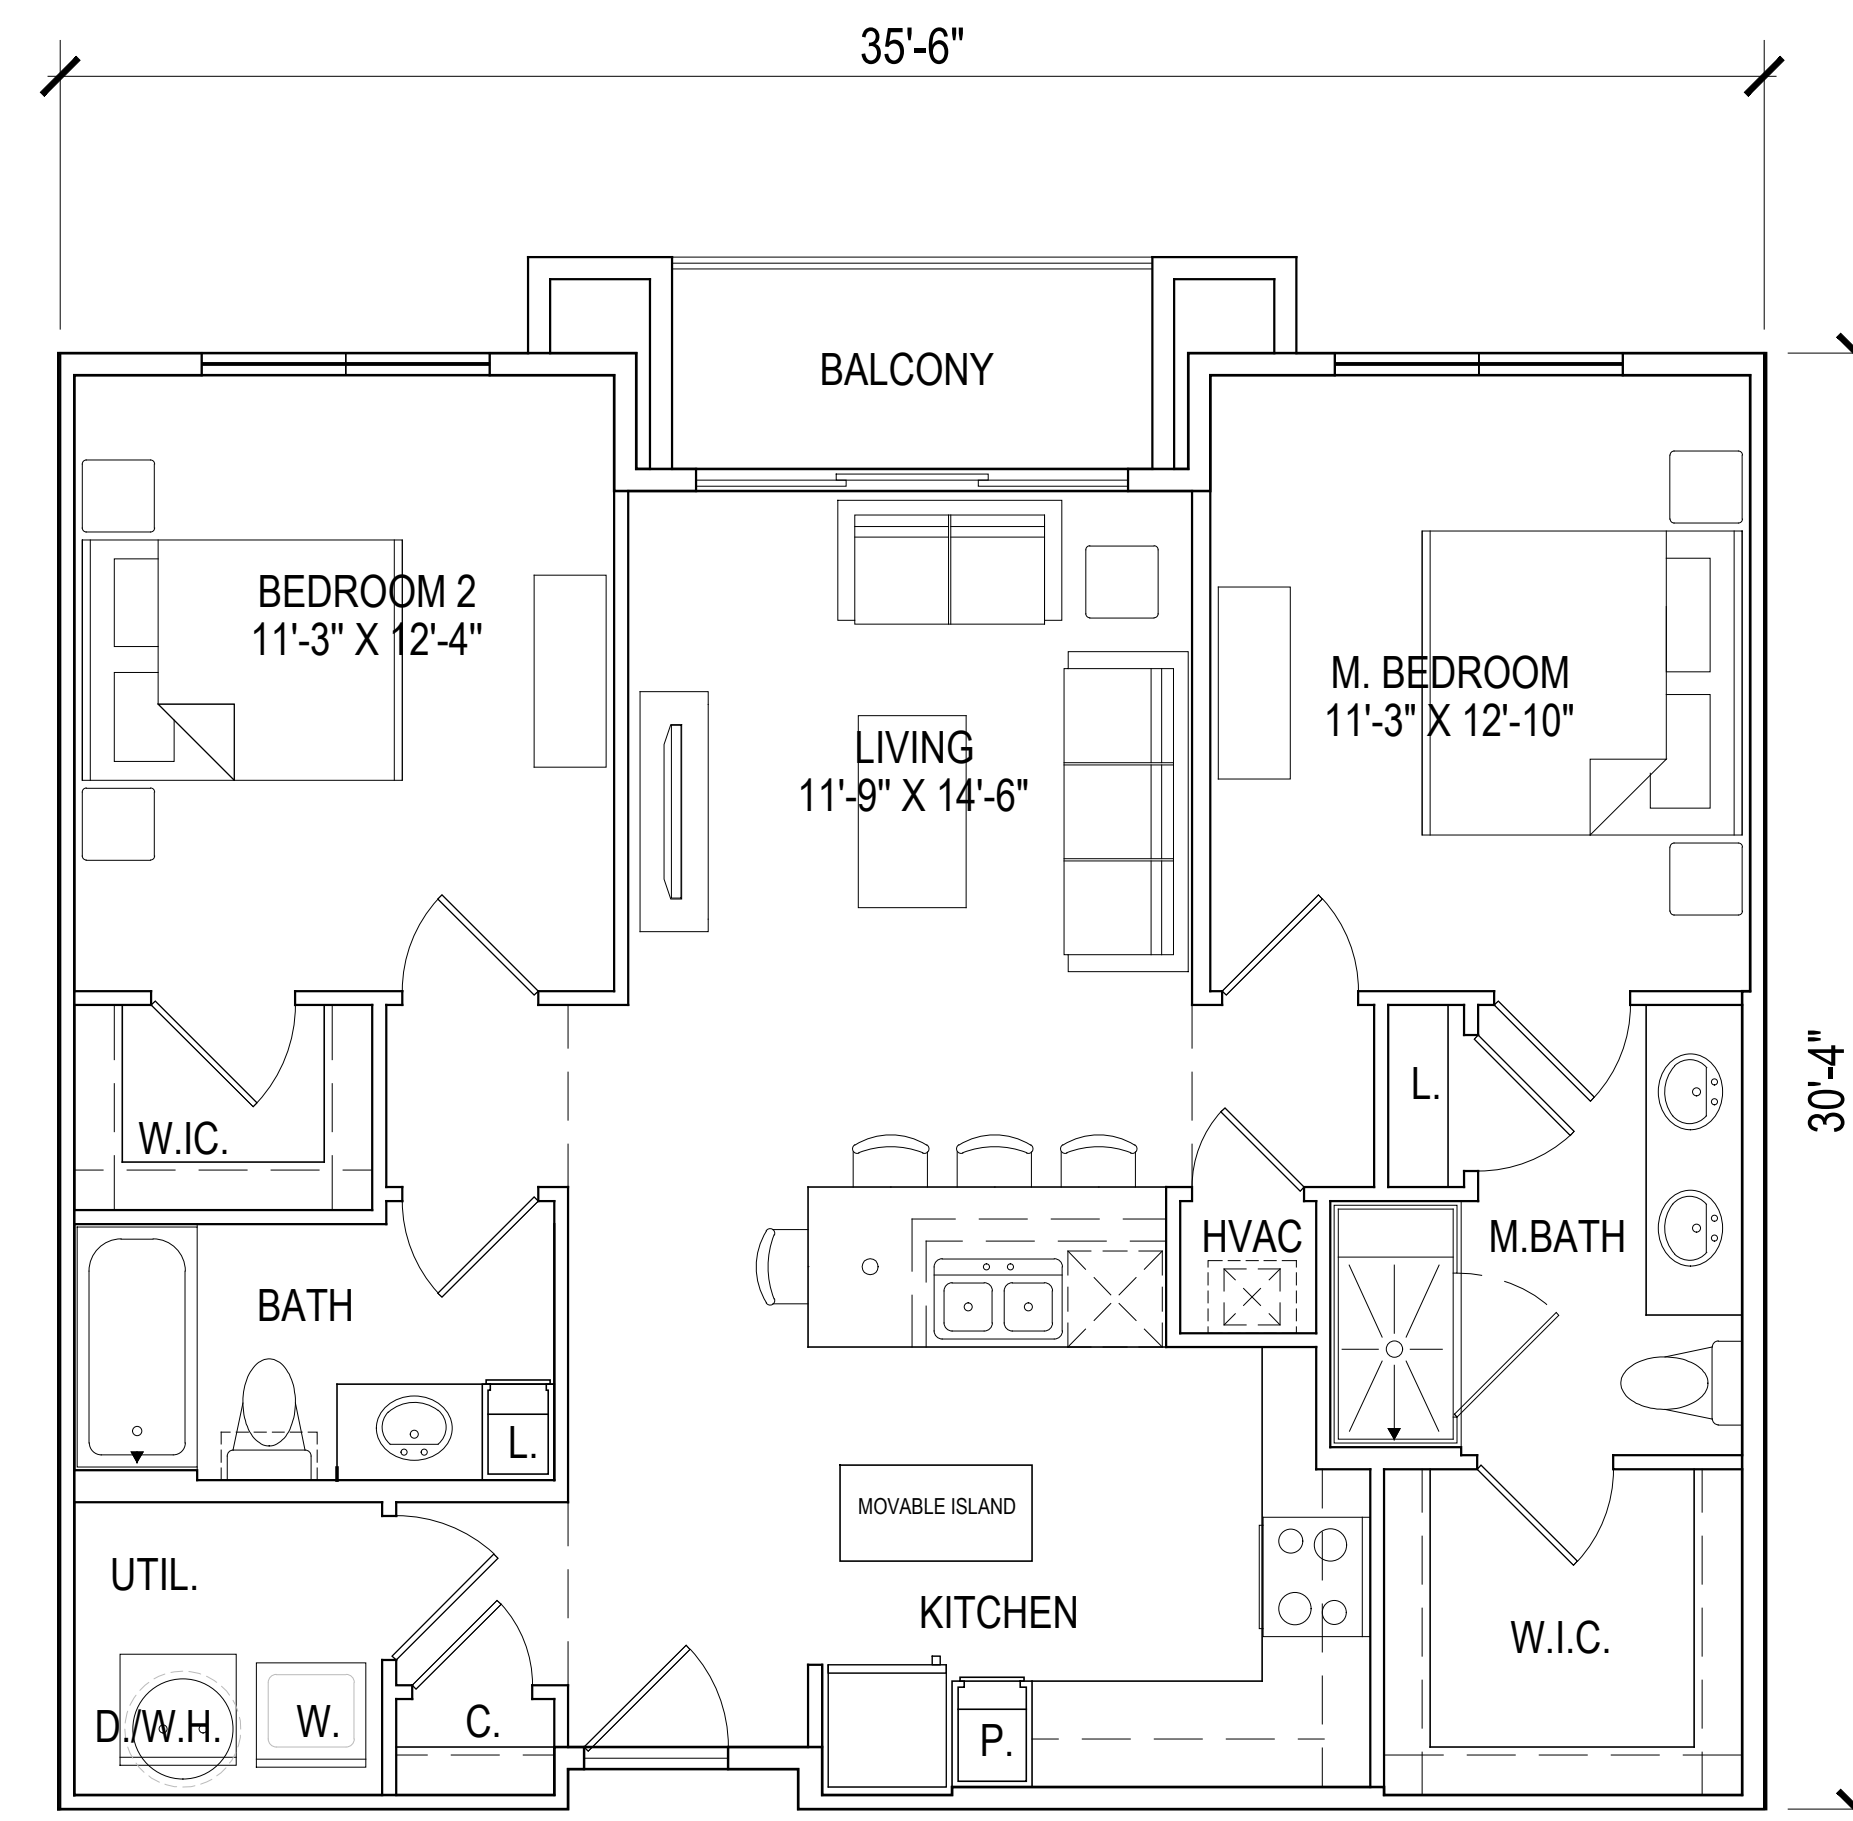 35'-6"
BALCONY
BEDROOM 2
11'-3" X 12'-4"
M. BEDROOM
11'-3" X 12'-10"
LIVING
11'-9" X 14'-6"
30'-4"
L.
W.IC.
HVAC
M.BATH
BATH
L.
MOVABLE ISLAND
UTIL.
KITCHEN
W.I.C.
D./W.H.
W.
C.
P.